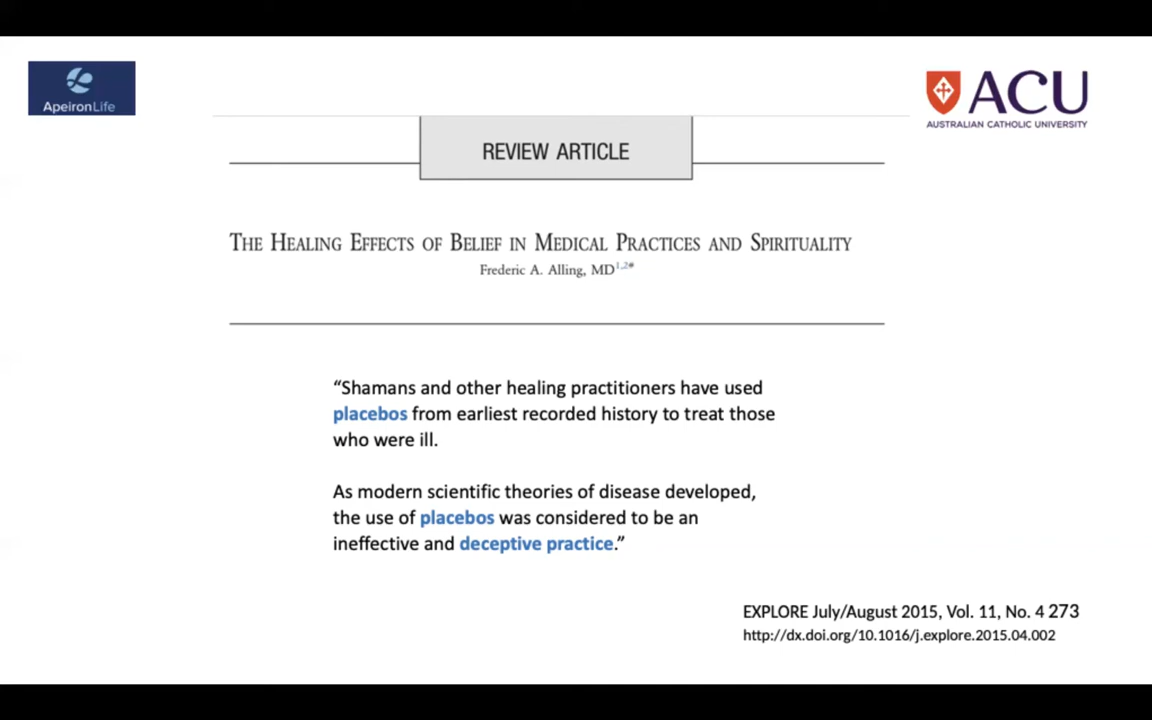 ApeironLife
ACU
AUSTRALIAN CATHOLIC UNIVERSITY
REVIEW ARTICLE
THE HEALING EFFECTS OF BELIEF IN MEDICAL PRACTICES AND SPIRITUALITY
Frederic A. Alling, MD1,2#
“Shamans and other healing practitioners have used
placebos from earliest recorded history to treat those
who were ill.
As modern scientific theories of disease developed,
the use of placebos was considered to be an
ineffective and deceptive practice.”
EXPLORE July/August 2015, Vol. 11, No. 4 273
http://dx.doi.org/10.1016/j.explore.2015.04.002